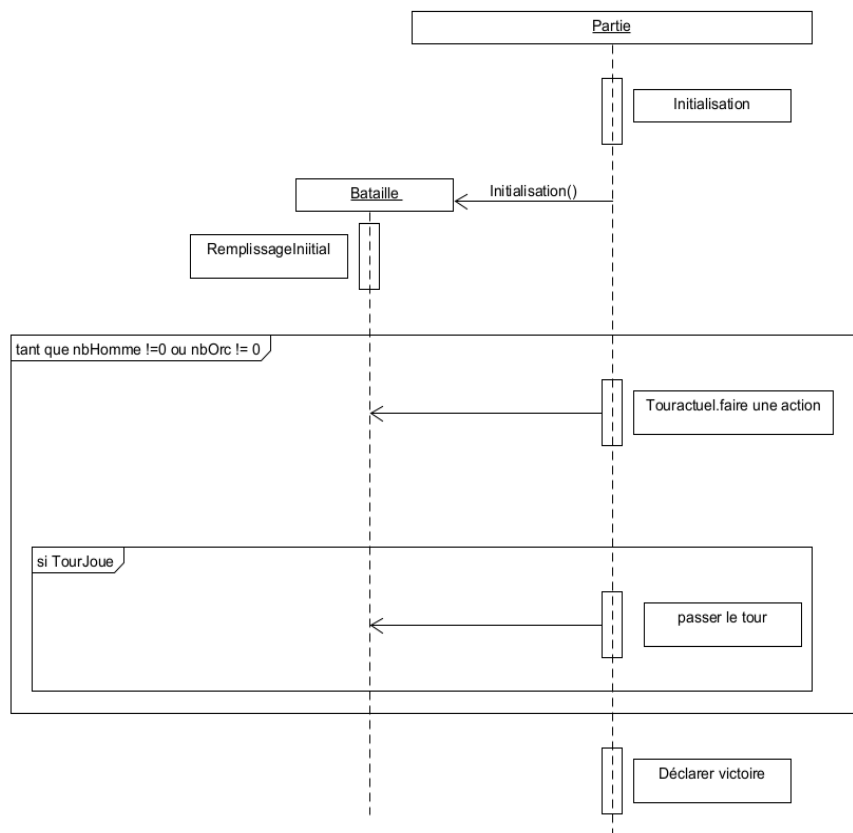 Partie
Initialisation
Bataille
Initialisation()
RemplissageIniitial
tant que nbHomme !=0 ou nbOrc != 0
Touractuel.faire une action
si TourJoue
passer le tour
Déclarer victoire